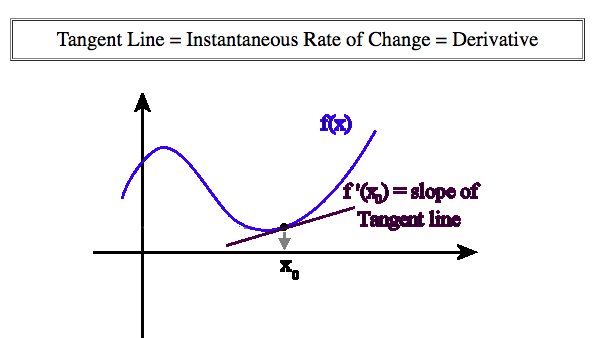 Tangent Line = Instantaneous Rate of Change = Derivative
f(x)
f '(x₀) = slope of
Tangent line
x₀